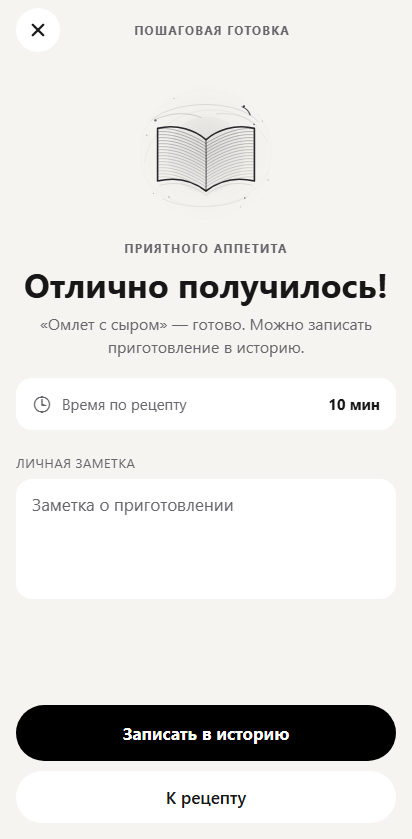 ПОШАГОВАЯ ГОТОВКА
ПРИЯТНОГО АППЕТИТА
Отлично получилось!
«Омлет с сыром» — готово. Можно записать
приготовление в историю.
Время по рецепту 10 мин
ЛИЧНАЯ ЗАМЕТКА
Заметка о приготовлении
Записать в историю
К рецепту